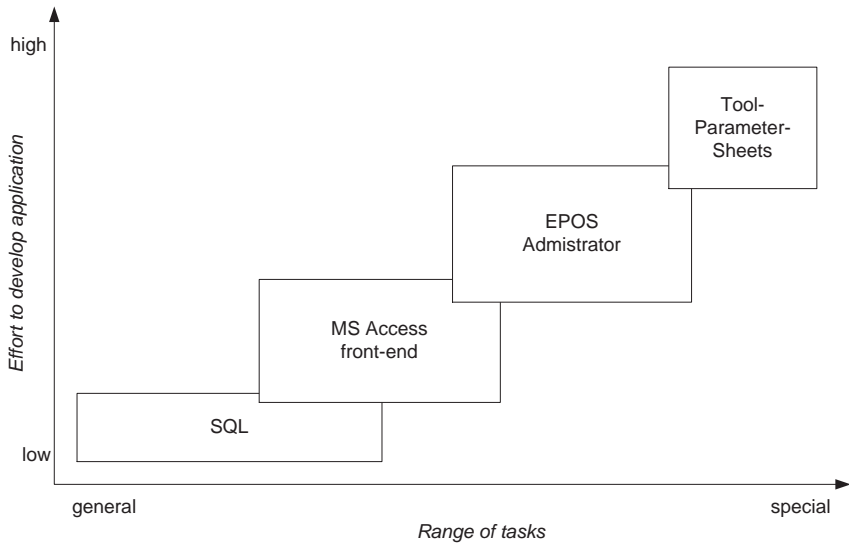 high
Effort to develop application
Tool-
Parameter-
Sheets
EPOS
Admistrator
MS Access
front-end
SQL
low
general
special
Range of tasks